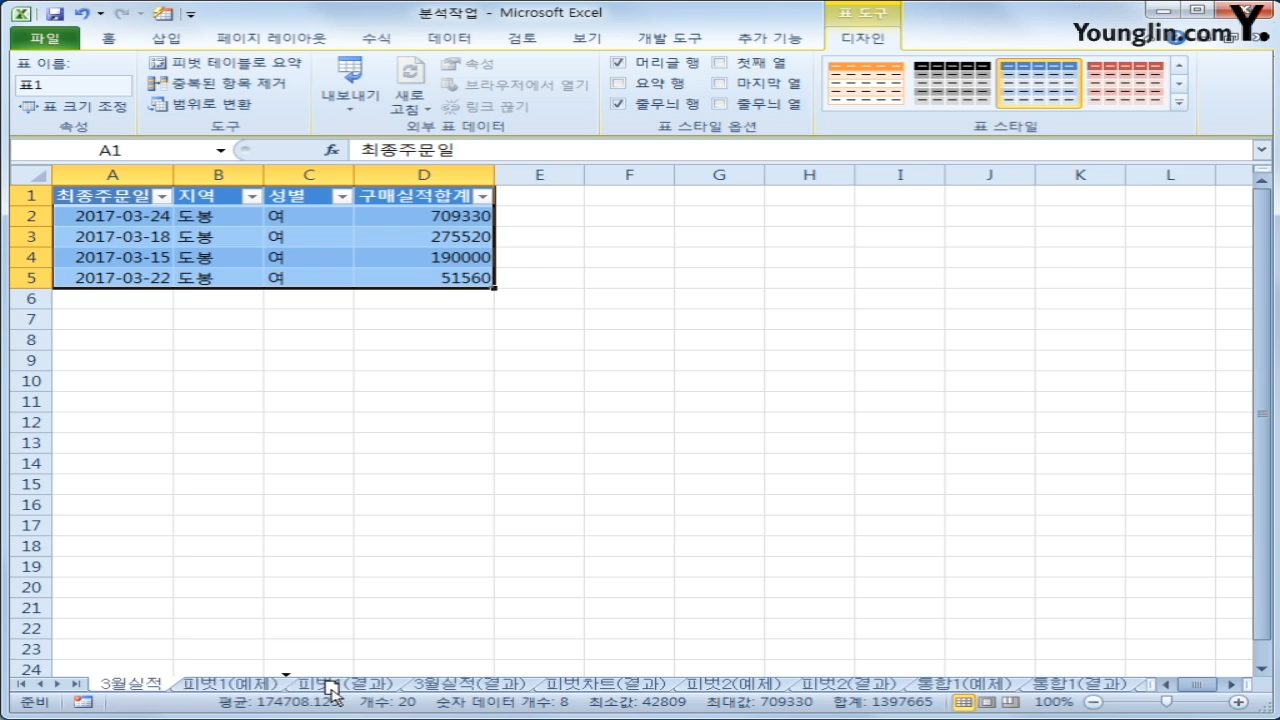 분석작업 - Microsoft Excel
표 도구
Younglin.com Y.
파일 홈 삽입 페이지 레이아웃 수식 데이터 검토 보기 개발 도구 추가 기능 디자인
표 이름:
표1
표 크기 조정
속성
피벗 테이블로 요약
중복된 항목 제거
범위로 변환
도구
내보내기
새로
고침
속성
브라우저에서 열기
링크 끊기
외부 표 데이터
머리글 행 첫째 열
요약 행 마지막 열
줄무늬 행 줄무늬 열
표 스타일 옵션
표 스타일
A1 fx 최종주문일
A B C D E F G H I J K L
1 최종주문일 지역 성별 구매실적합계
2 2017-03-24 도봉 여 709330
3 2017-03-18 도봉 여 275520
4 2017-03-15 도봉 여 190000
5 2017-03-22 도봉 여 51560
6
7
8
9
10
11
12
13
14
15
16
17
18
19
20
21
22
23
24
3월실적 피벗1(예제) 3월실적(결과) 피벗차트(결과) 피벗2(예제) 피벗2(결과) 통합1(예제) 통합1(결과)
준비 개수: 20 숫자 데이터 개수: 8 최소값: 42809 최대값: 709330 합계: 1397665 100%